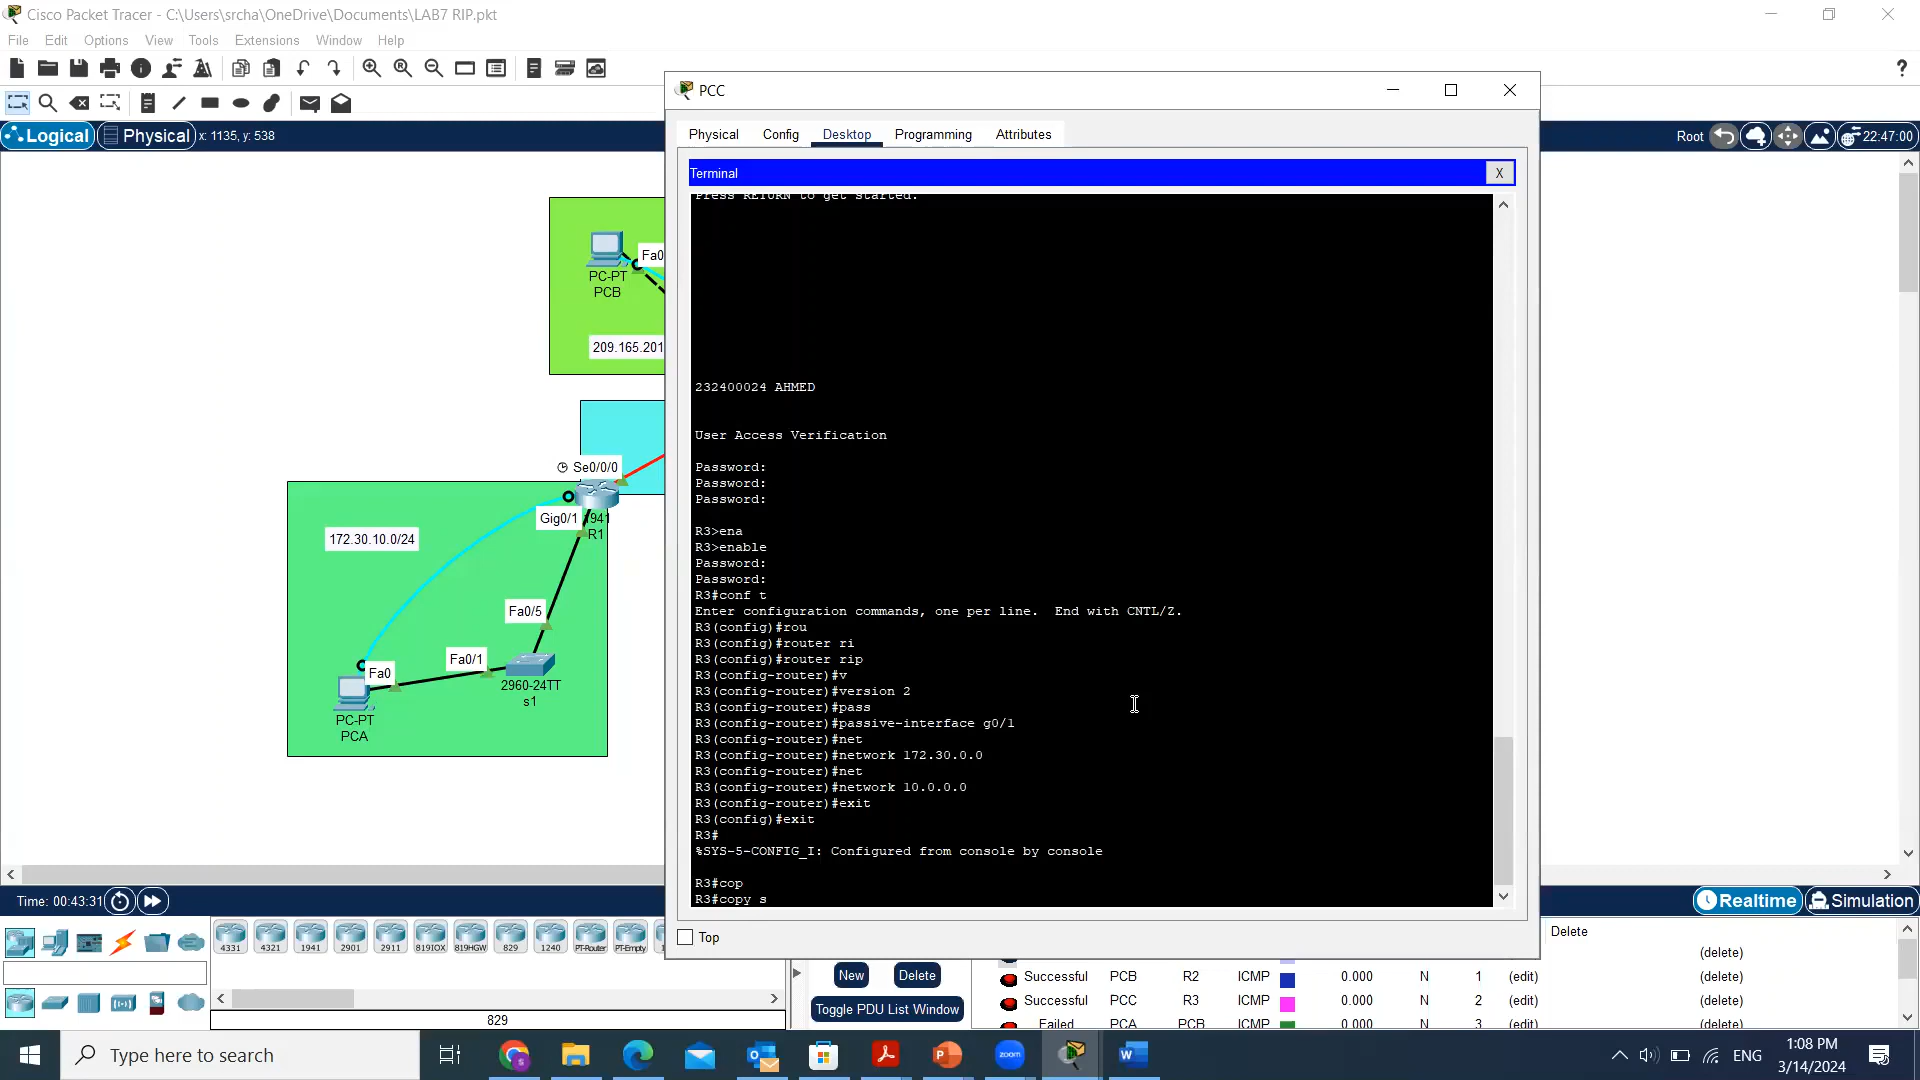 Cisco Packet Tracer - C:\Users\srcha\OneDrive\Documents\LAB7 RIP.pkt
File Edit Options View Tools Extensions Window Help
?
Logical Physical x: 1135, y: 538
Root 22:47:00
PCC
Physical Config Desktop Programming Attributes
Terminal X
Press RETURN to get started.
232400024 AHMED
User Access Verification
Password:
Password:
Password:
R3>ena
R3>enable
Password:
Password:
R3#conf t
Enter configuration commands, one per line. End with CNTL/Z.
R3(config)#rou
R3(config)#router ri
R3(config)#router rip
R3(config-router)#v
R3(config-router)#version 2
R3(config-router)#pass
R3(config-router)#passive-interface g0/1
R3(config-router)#net
R3(config-router)#network 172.30.0.0
R3(config-router)#net
R3(config-router)#network 10.0.0.0
R3(config-router)#exit
R3(config)#exit
R3#
%SYS-5-CONFIG_I: Configured from console by console
R3#cop
R3#copy s
Top
Fa0
PC-PT
PCB
209.165.201
Se0/0/0
Gig0/1
1941
R1
172.30.10.0/24
Fa0/5
Fa0/1
Fa0
2960-24TT
s1
PC-PT
PCA
Time: 00:43:31
Realtime Simulation
4331 4321 1941 2901 2911 819IOX 819HGW 829 1240 PT-Router PT-Empty
829
New Delete
Toggle PDU List Window
Delete
(delete)
Successful PCB R2 ICMP 0.000 N 1 (edit) (delete)
Successful PCC R3 ICMP 0.000 N 2 (edit) (delete)
Failed PCA PCB ICMP 0.000 N 3 (edit) (delete)
Type here to search
zoom
ENG
1:08 PM
3/14/2024